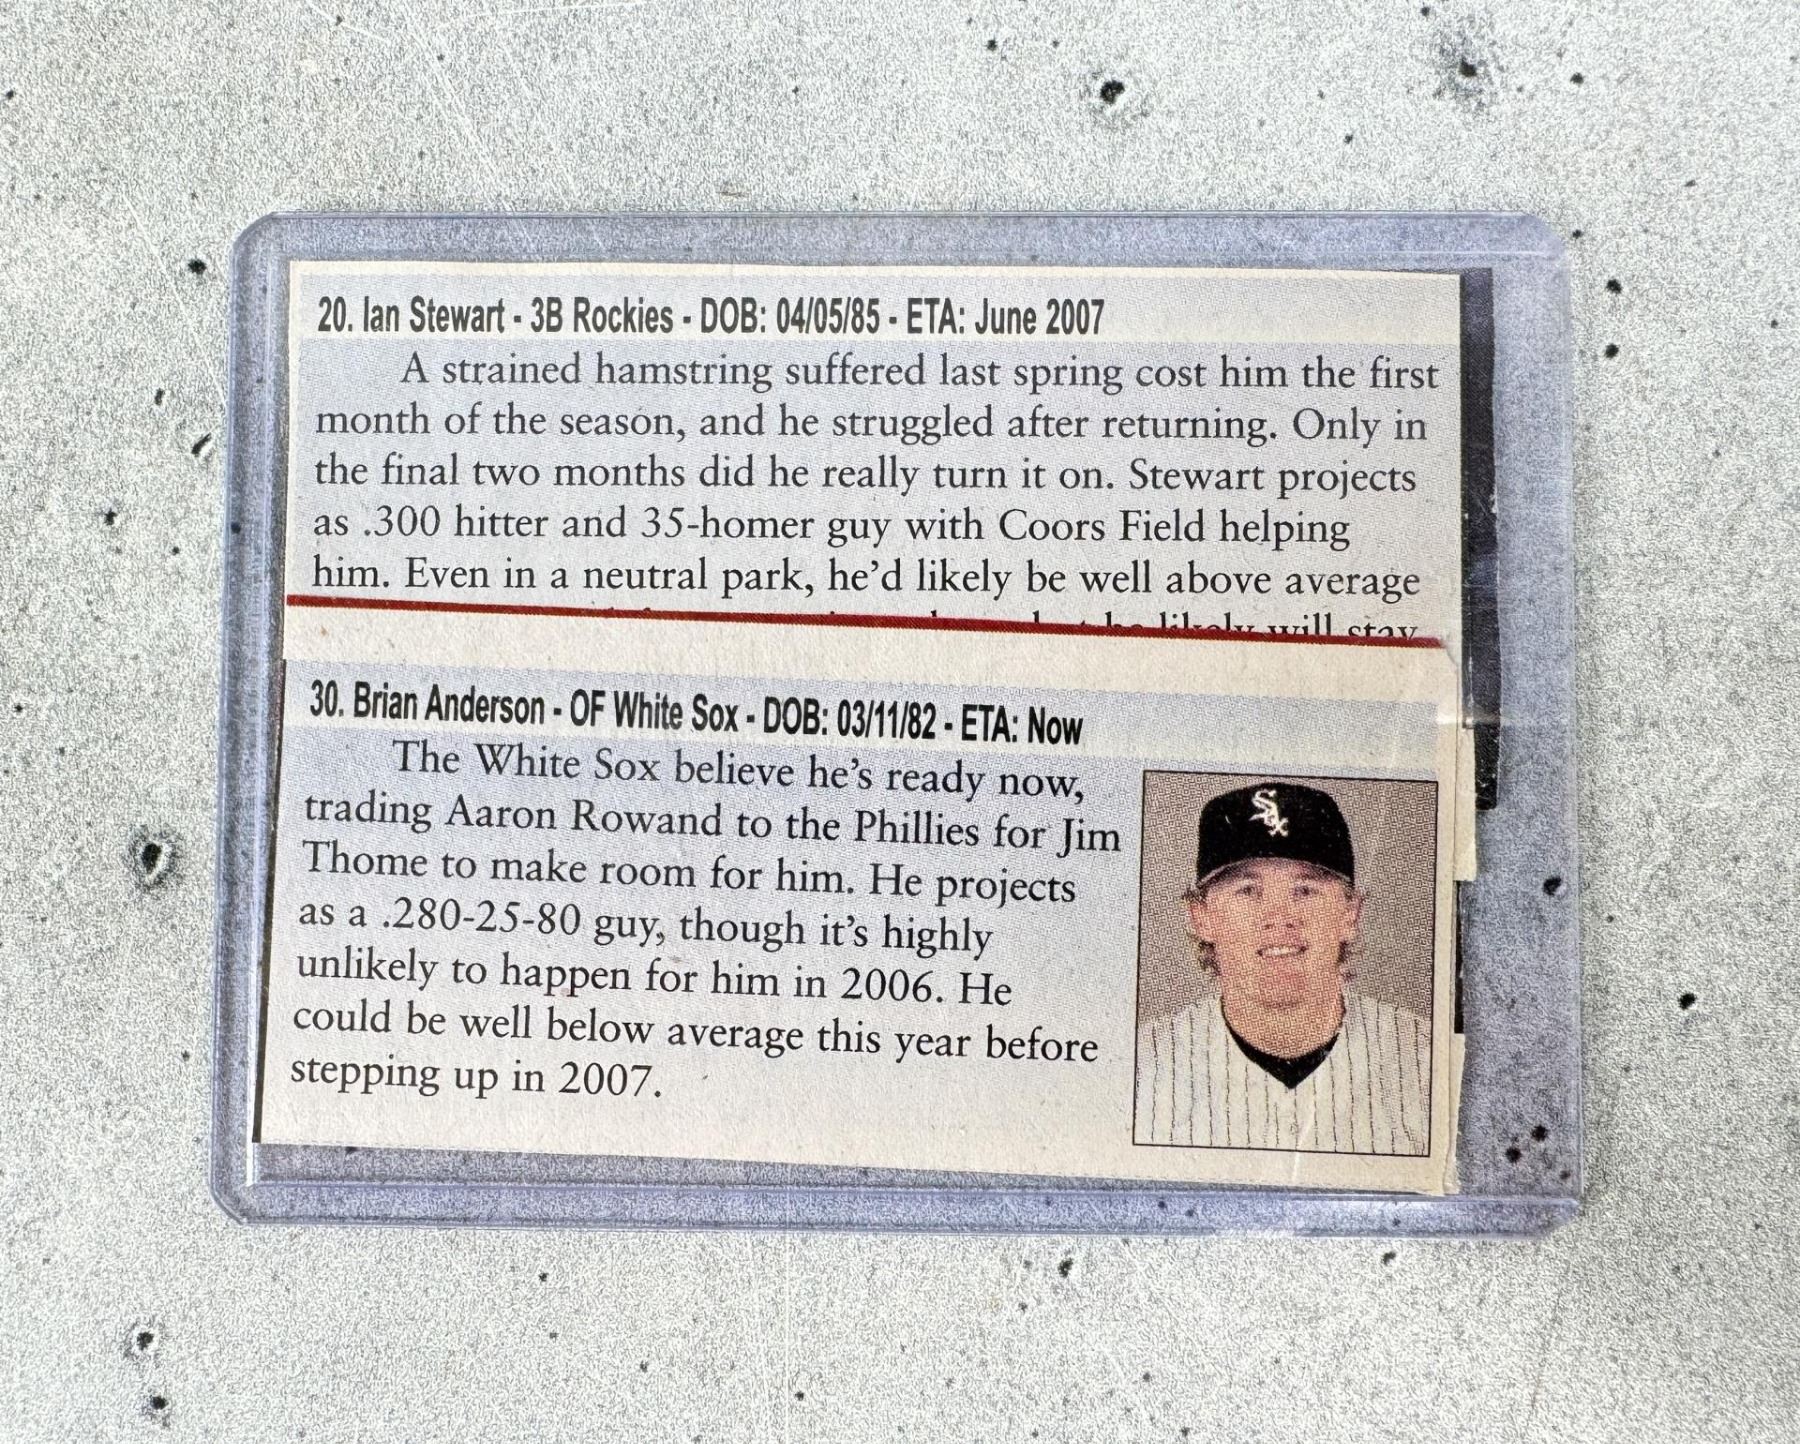 20. Ian Stewart - 3B Rockies - DOB: 04/05/85 - ETA: June 2007
A strained hamstring suffered last spring cost him the first
month of the season, and he struggled after returning. Only in
the final two months did he really turn it on. Stewart projects
as .300 hitter and 35-homer guy with Coors Field helping
him. Even in a neutral park, he'd likely be well above average
he likely will stay
30. Brian Anderson - OF White Sox - DOB: 03/11/82 - ETA: Now
The White Sox believe he's ready now,
trading Aaron Rowand to the Phillies for Jim
Thome to make room for him. He projects
as a .280-25-80 guy, though it's highly
unlikely to happen for him in 2006. He
could be well below average this year before
stepping up in 2007.
Sox